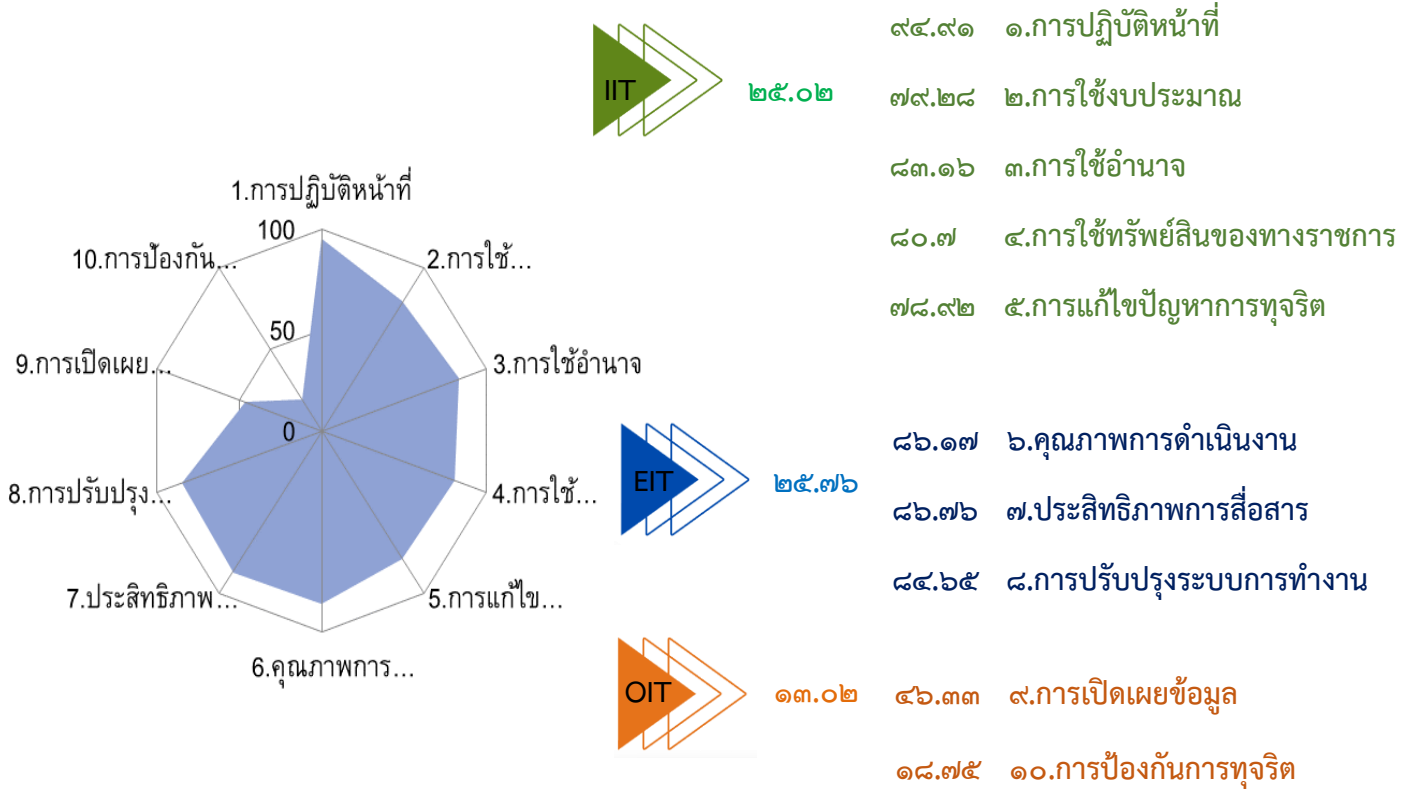 1.การปฏิบัติหน้าที่
100
10.การป้องกัน...
2.การใช้...
50
9.การเปิดเผย...
3.การใช้อำนาจ
0
8.การปรับปรุง...
4.การใช้...
7.ประสิทธิภาพ...
5.การแก้ไข...
6.คุณภาพการ...
IIT
๒๕.๐๒
๙๔.๙๑ ๑.การปฏิบัติหน้าที่
๗๙.๒๘ ๒.การใช้งบประมาณ
๘๓.๑๖ ๓.การใช้อำนาจ
๘๐.๗ ๔.การใช้ทรัพย์สินของทางราชการ
๗๘.๙๒ ๕.การแก้ไขปัญหาการทุจริต
EIT
๒๕.๗๖
๘๖.๑๗ ๖.คุณภาพการดำเนินงาน
๘๖.๗๖ ๗.ประสิทธิภาพการสื่อสาร
๘๔.๖๕ ๘.การปรับปรุงระบบการทำงาน
OIT
๑๓.๐๒
๔๖.๓๓ ๙.การเปิดเผยข้อมูล
๑๘.๗๕ ๑๐.การป้องกันการทุจริต